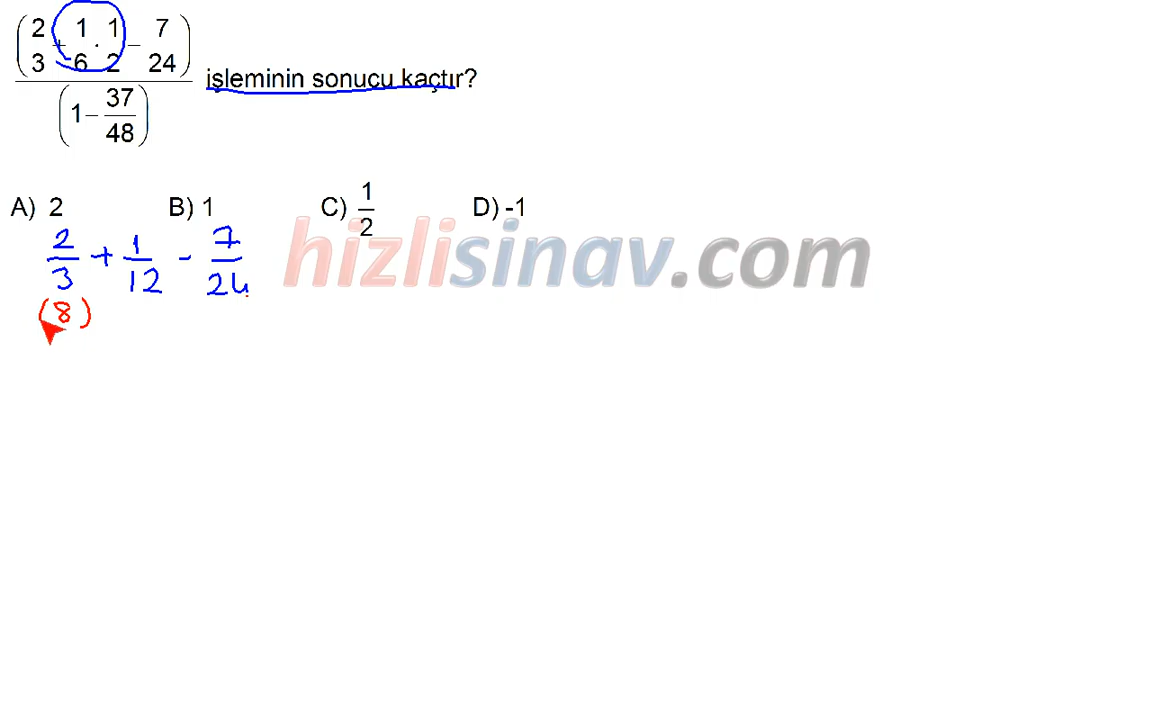 (2/3 + 1/6 · 1/2 − 7/24) / (1 − 37/48) işleminin sonucu kaçtır?
A) 2 B) 1 C) 1/2 D) -1
2/3 + 1/12 - 7/24
(8)
hizlisinav.com